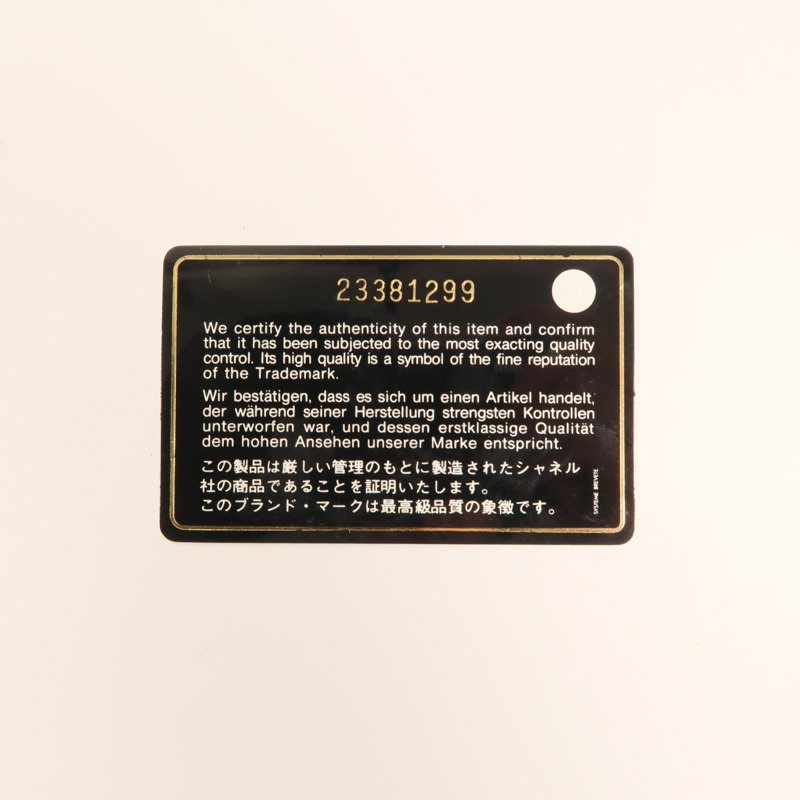 23381299
We certify the authenticity of this item and confirm
that it has been subjected to the most exacting quality
control. Its high quality is a symbol of the fine reputation
of the Trademark.
Wir bestätigen, dass es sich um einen Artikel handelt,
der während seiner Herstellung strengsten Kontrollen
unterworfen war, und dessen erstklassige Qualität
dem hohen Ansehen unserer Marke entspricht.
この製品は厳しい管理のもとに製造されたシャネル
社の商品であることを証明いたします。
このブランド・マークは最高級品質の象徴です。
SYSTEME BREVETE